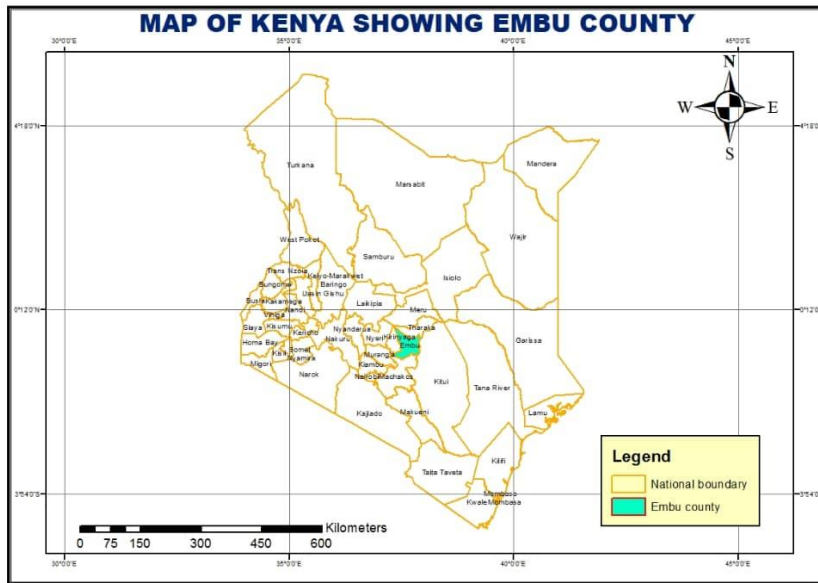 MAP OF KENYA SHOWING EMBU COUNTY
30°0'0"E 35°0'0"E 40°0'0"E 45°0'0"E
N
W E
S
4°18'0"N 4°18'0"N
Mandera
Turkana
Marsabit
Wajir
West Pokot
Samburu
Isiolo
Trans Nzoia
Keiyo-Marakwet
Bungoma
Baringo
Uasin Gishu
Busia
Kakamega
Laikipia
Meru
0°12'0"N 0°12'0"N
Nandi
Vihiga
Siaya
Kisumu
Kericho
Nyandarua
Tharaka
Nakuru
Nyeri
Kirinyaga
Embu
Garissa
Homa Bay
Kisii
Bomet
Nyamira
Muranga
Kiambu
Migori
Narok
Nairobi
Machakos
Kitui
Tana River
Kajiado
Makueni
Lamu
Kilifi
Taita Taveta
Mombasa
Kwale
Mombasa
3°54'0"S 3°54'0"S
Legend
National boundary
Embu county
Kilometers
0 75 150 300 450 600
30°0'0"E 35°0'0"E 40°0'0"E 45°0'0"E